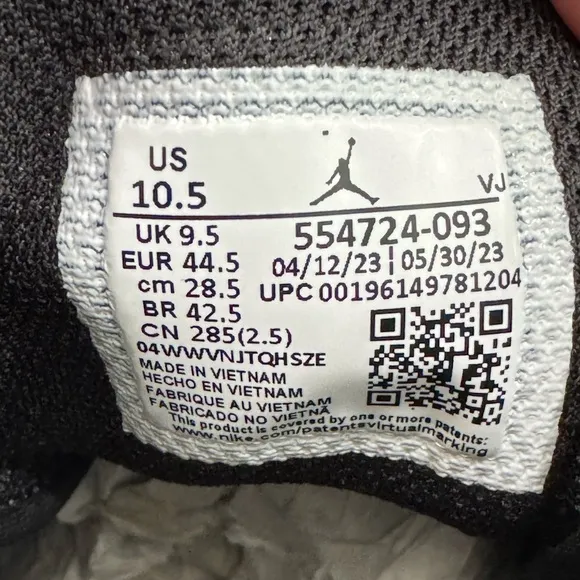 US
10.5
VJ
UK 9.5
EUR 44.5
cm 28.5
BR 42.5
CN 285(2.5)
554724-093
04/12/23 | 05/30/23
UPC 00196149781204
04WWVNJTQHSZE
MADE IN VIETNAM
HECHO EN VIETNAM
FABRIQUE AU VIETNAM
FABRICADO NO VIETNÃ
This product is covered by one or more patents:
www.nike.com/patentsvirtualmarking